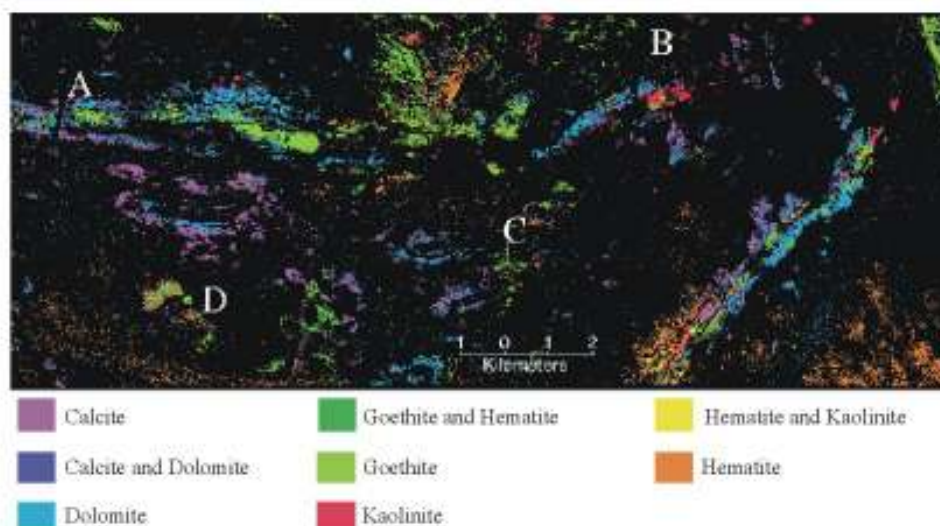 A
B
C
D
1 0 1 2
Kilometers
Calcite
Goethite and Hematite
Hematite and Kaolinite
Calcite and Dolomite
Goethite
Hematite
Dolomite
Kaolinite